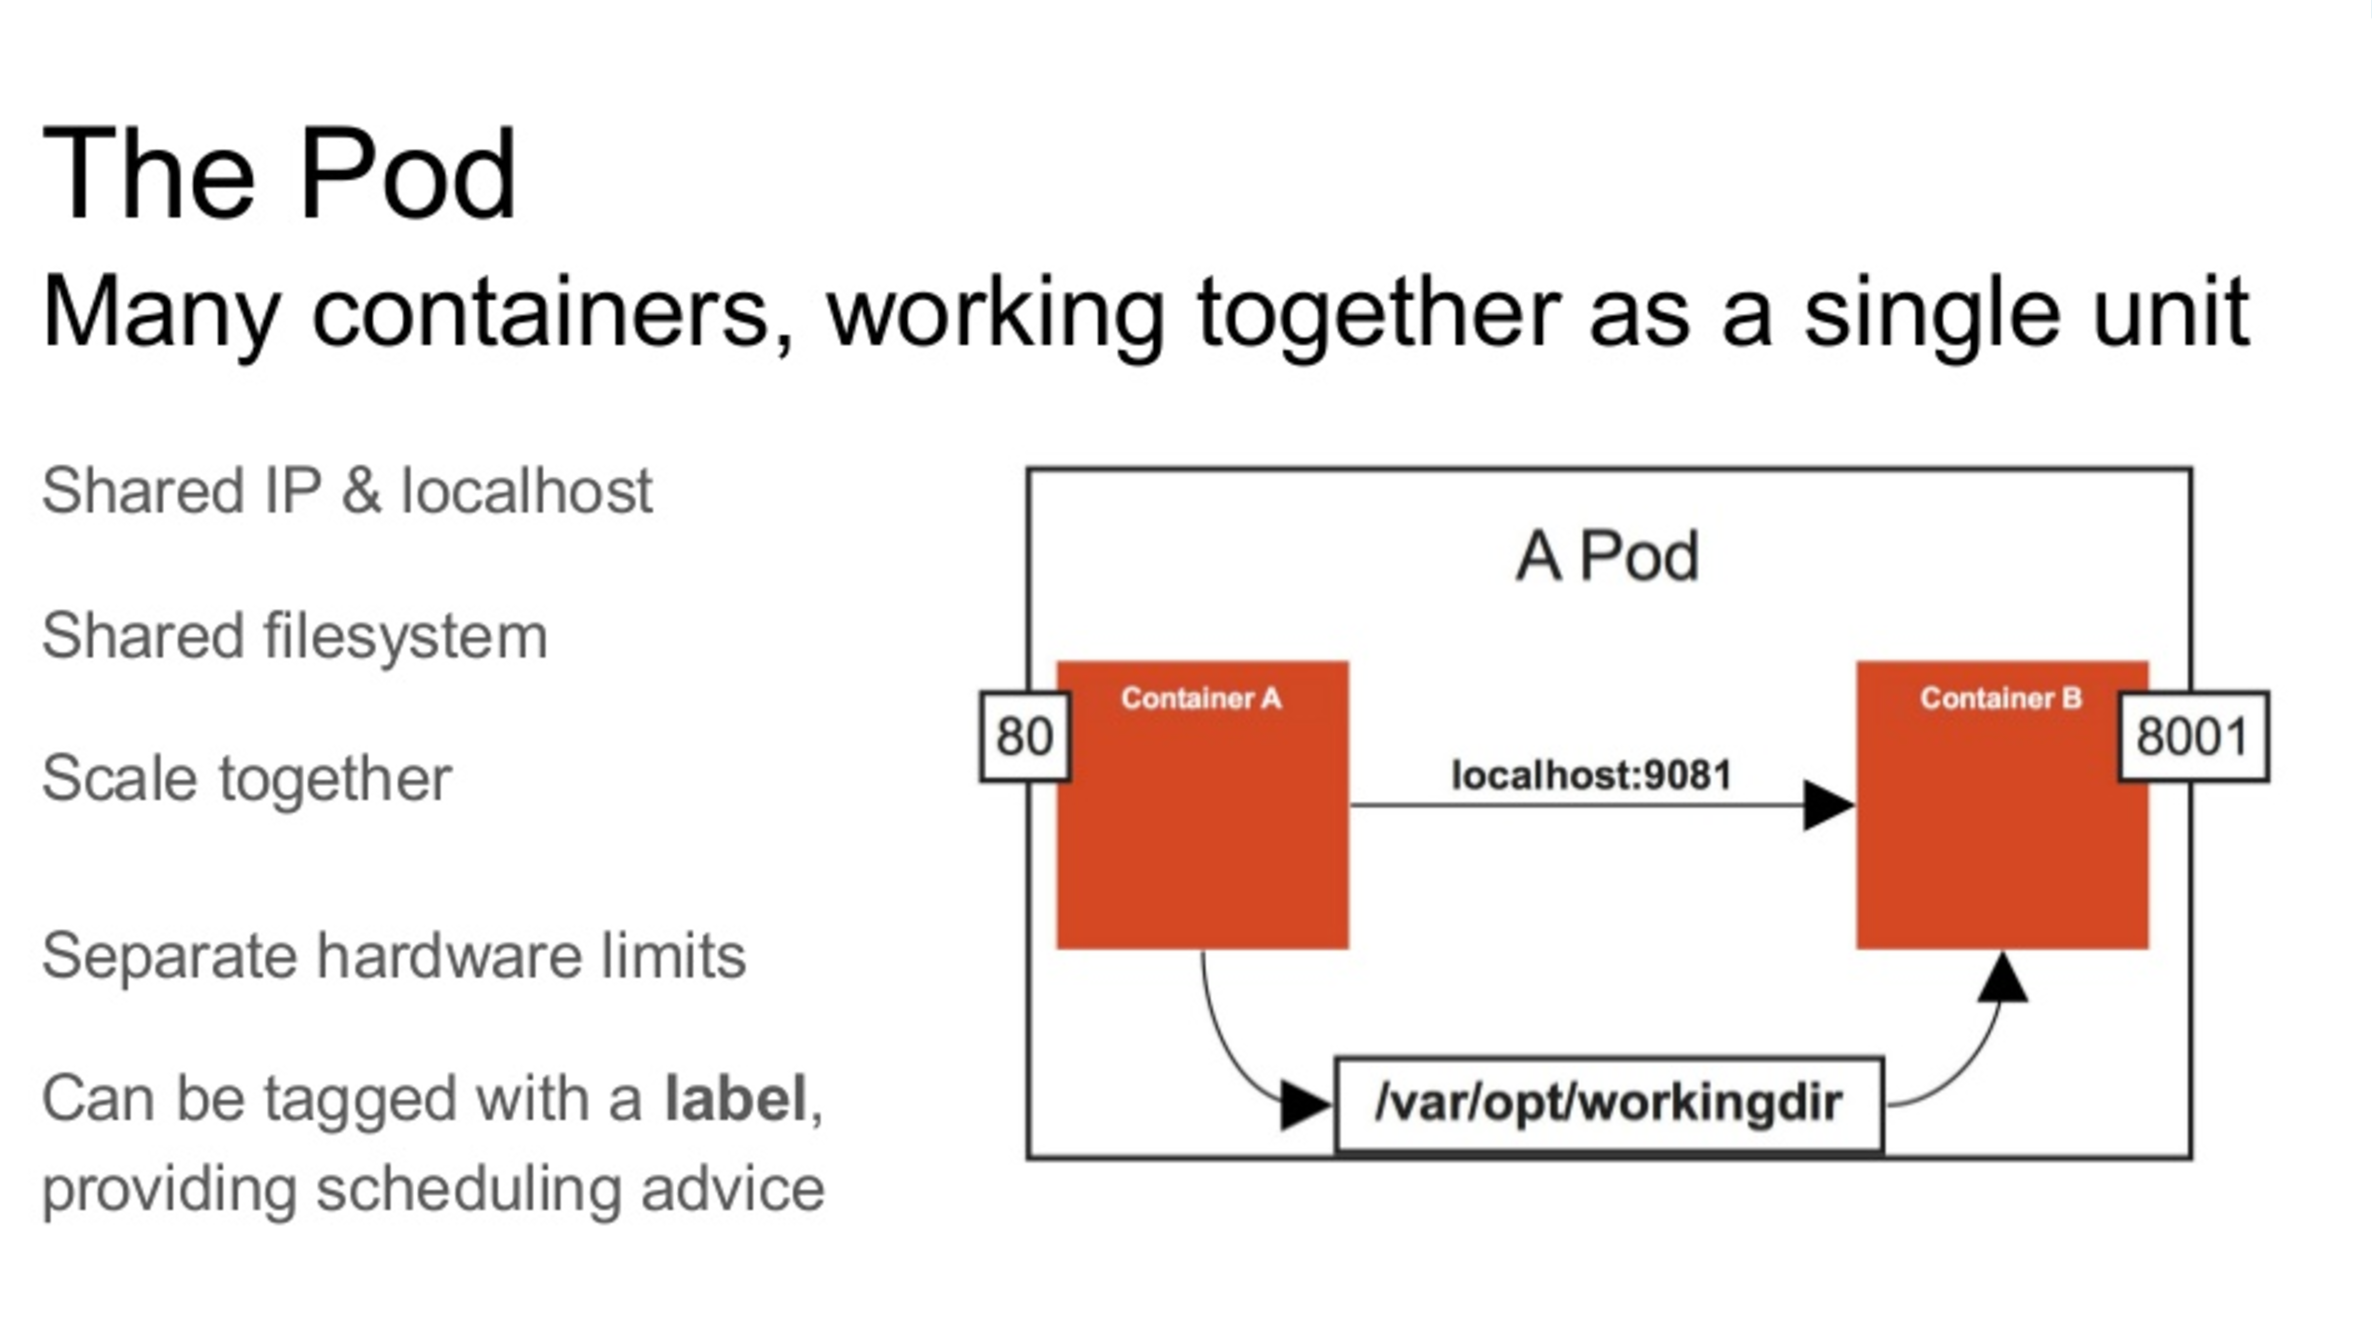 The Pod
Many containers, working together as a single unit
Shared IP & localhost
Shared filesystem
Scale together
Separate hardware limits
Can be tagged with a label,
providing scheduling advice
A Pod
Container A
Container B
80
8001
localhost:9081
/var/opt/workingdir